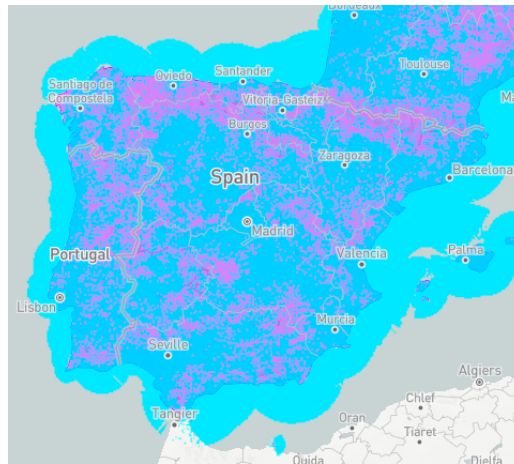 Bordeaux
Toulouse
Santander
Oviedo
Santiago de
Compostela
Vitoria-Gasteiz
Burgos
Zaragoza
Barcelona
Spain
Madrid
Portugal
Valencia
Palma
Lisbon
Murcia
Seville
Algiers
Tangier
Chlef
Oran
Tiaret